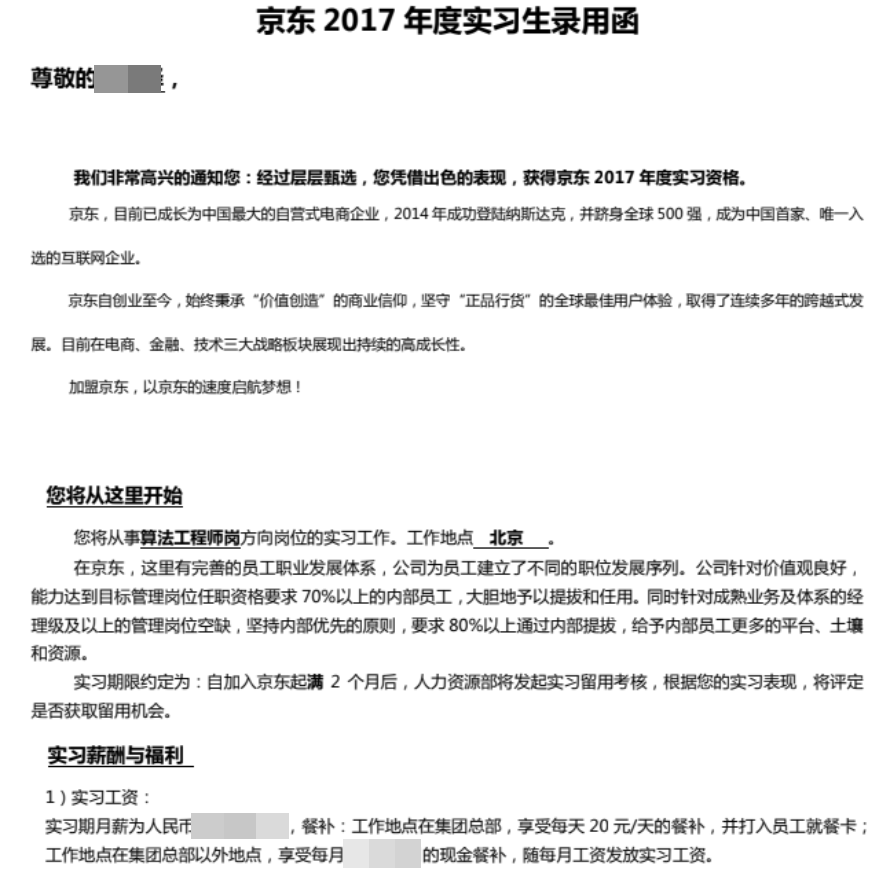 京东 2017 年度实习生录用函
尊敬的 ，
我们非常高兴的通知您：经过层层甄选，您凭借出色的表现，获得京东 2017 年度实习资格。
京东，目前已成长为中国最大的自营式电商企业，2014 年成功登陆纳斯达克，并跻身全球 500 强，成为中国首家、唯一入
选的互联网企业。
京东自创业至今，始终秉承“价值创造”的商业信仰，坚守“正品行货”的全球最佳用户体验，取得了连续多年的跨越式发
展。目前在电商、金融、技术三大战略板块展现出持续的高成长性。
加盟京东，以京东的速度启航梦想！
您将从这里开始
您将从事算法工程师岗方向岗位的实习工作。工作地点 北京 。
在京东，这里有完善的员工职业发展体系，公司为员工建立了不同的职位发展序列。公司针对价值观良好，
能力达到目标管理岗位任职资格要求 70%以上的内部员工，大胆地予以提拔和任用。同时针对成熟业务及体系的经
理级及以上的管理岗位空缺，坚持内部优先的原则，要求 80%以上通过内部提拔，给予内部员工更多的平台、土壤
和资源。
实习期限约定为：自加入京东起满 2 个月后，人力资源部将发起实习留用考核，根据您的实习表现，将评定
是否获取留用机会。
实习薪酬与福利
1）实习工资：
实习期月薪为人民币 ，餐补：工作地点在集团总部，享受每天 20 元/天的餐补，并打入员工就餐卡；
工作地点在集团总部以外地点，享受每月 的现金餐补，随每月工资发放实习工资。